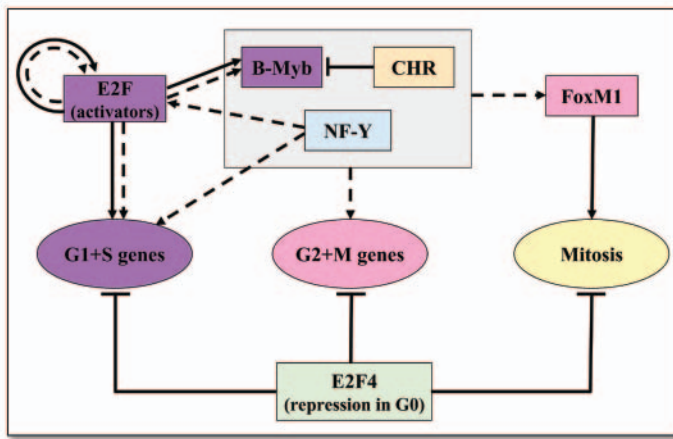 B-Myb
CHR
E2F
(activators)
FoxM1
NF-Y
G1+S genes
G2+M genes
Mitosis
E2F4
(repression in G0)